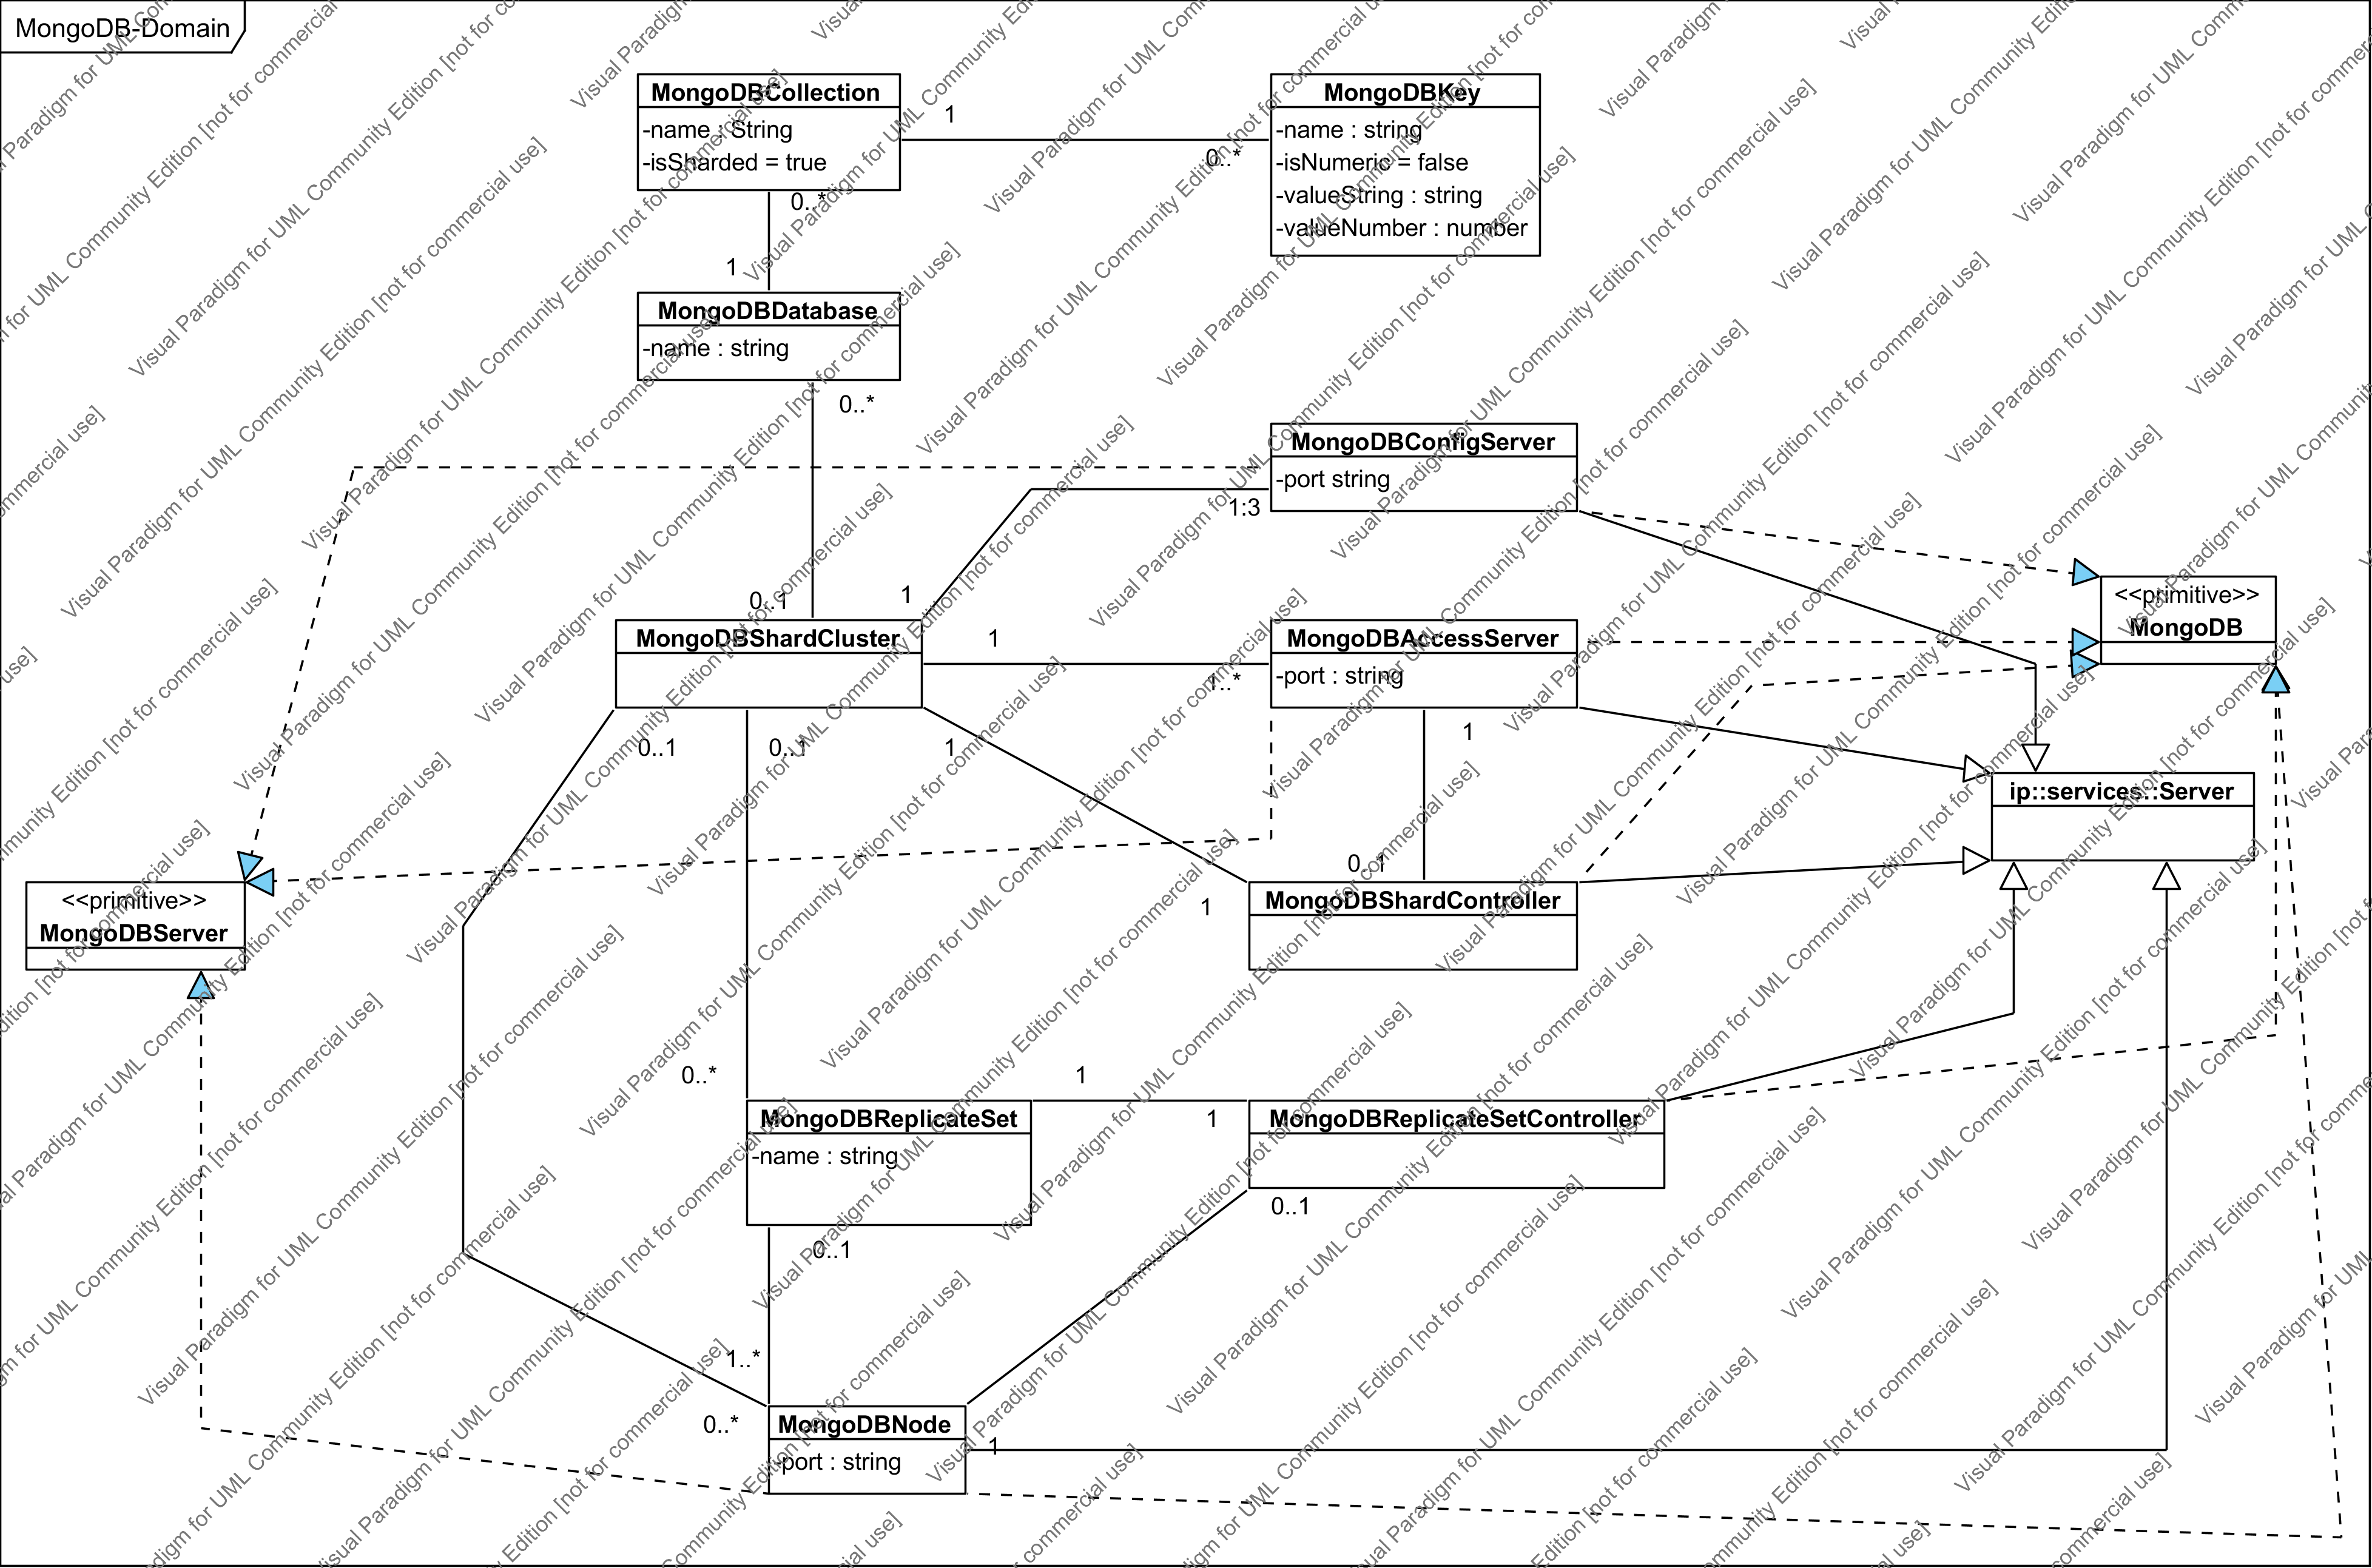 MongoDB-Domain
MongoDBCollection
-name : String
-isSharded = true
1
0..*
MongoDBKey
-name : string
-isNumeric = false
-valueString : string
-valueNumber : number
0..*
1
MongoDBDatabase
-name : string
0..*
0..1
MongoDBConfigServer
-port string
1:3
1
MongoDBShardCluster
1
1..*
MongoDBAccessServer
-port : string
<<primitive>>
MongoDB
0..1
0..1
1
1
0..1
ip::services::Server
<<primitive>>
MongoDBServer
1
MongoDBShardController
0..*
1
1
MongoDBReplicateSet
-name : string
MongoDBReplicateSetController
0..1
0..1
1..*
0..*
MongoDBNode
-port : string
1
Visual Paradigm for UML Community Edition [not for commercial use]